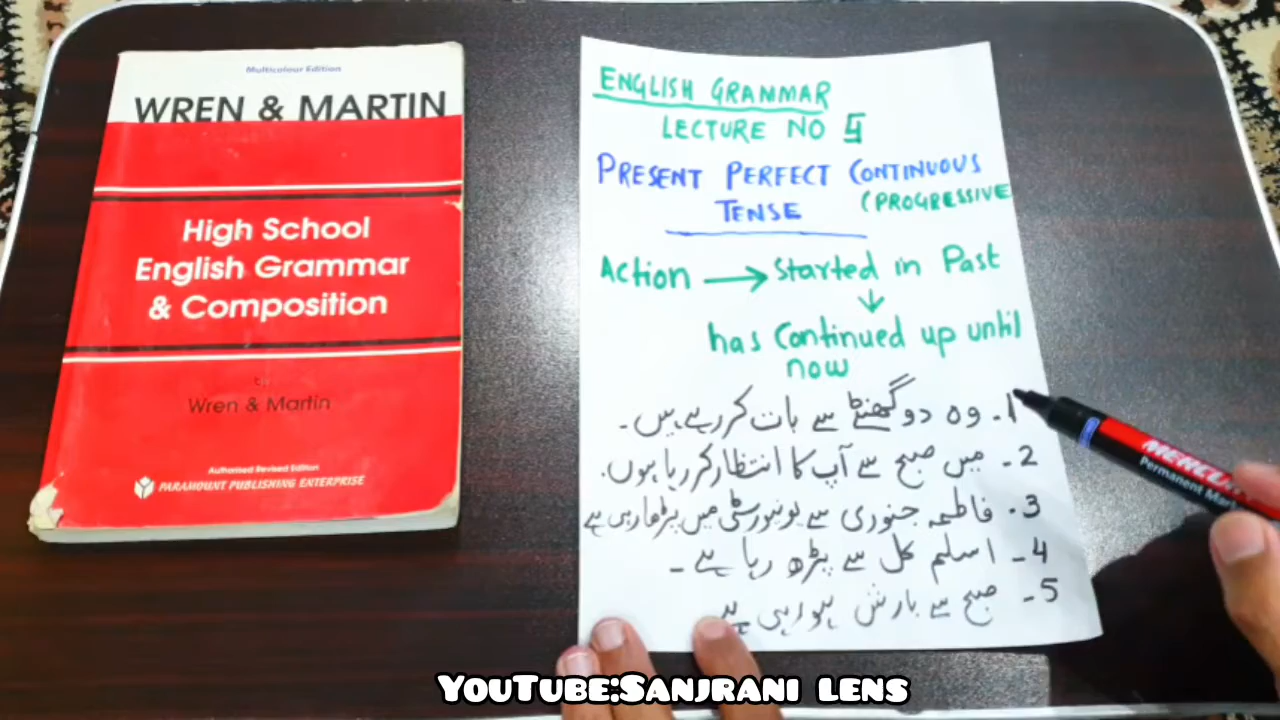 Multicolour Edition
WREN & MARTIN
High School
English Grammar
& Composition
by
Wren & Martin
Authorised Revised Edition
PARAMOUNT PUBLISHING ENTERPRISE
ENGLISH GRAMMAR
LECTURE NO
PRESENT PERFECT CONTINUOUS
TENSE (PROGRESSIVE
Action → Started in Past
↓
has Continued up until
now
1۔ وہ دو گھنٹے سے بات کر رہے ہیں۔
2۔ میں صبح سے آپ کا انتظار کر رہا ہوں۔
3۔ فاطمہ جنوری سے یونیورسٹی میں پڑھا رہی ہے
4۔ اسلم کل سے پڑھ رہا ہے۔
5۔ صبح سے بارش ہو رہی ہے
MERCURY
Permanent Mark
YouTube:Sanjrani lens